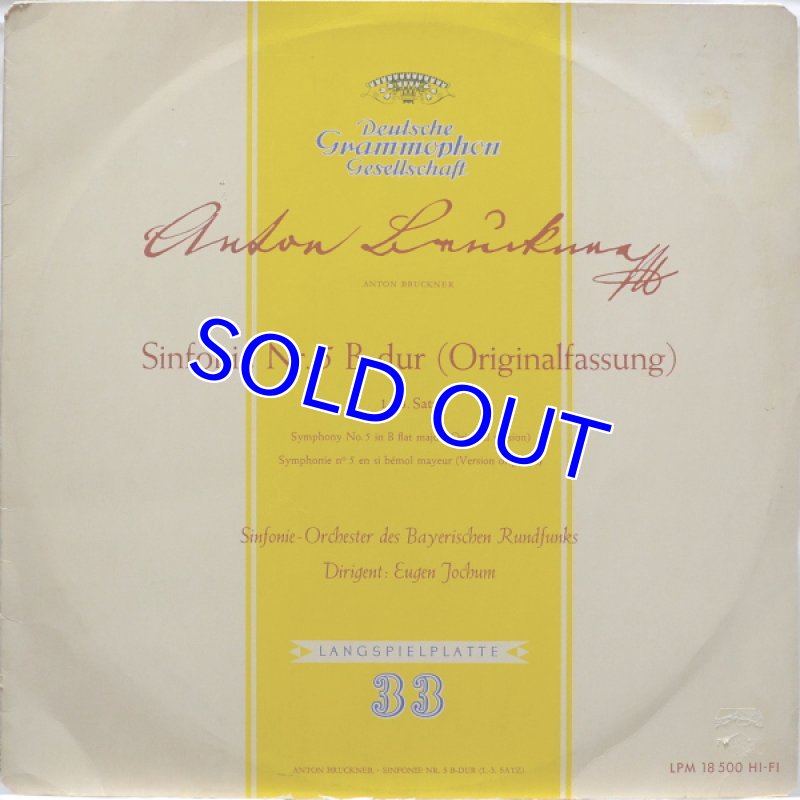 Deutsche
Grammophon
Gesellschaft
Anton Bruckner
ANTON BRUCKNER
Sinfonie Nr. 5 B-dur (Originalfassung)
Satz
Symphony No. 5 in B flat major
Symphonie nº 5 en si bémol mayeur (Version
SOLD OUT
Sinfonie-Orchester des Bayerischen Rundfunks
Dirigent: Eugen Jochum
LANGSPIELPLATTE
33
ANTON BRUCKNER - SINFONIE NR. 5 B-DUR (1.-3. SATZ)
LPM 18 500 HI-FI